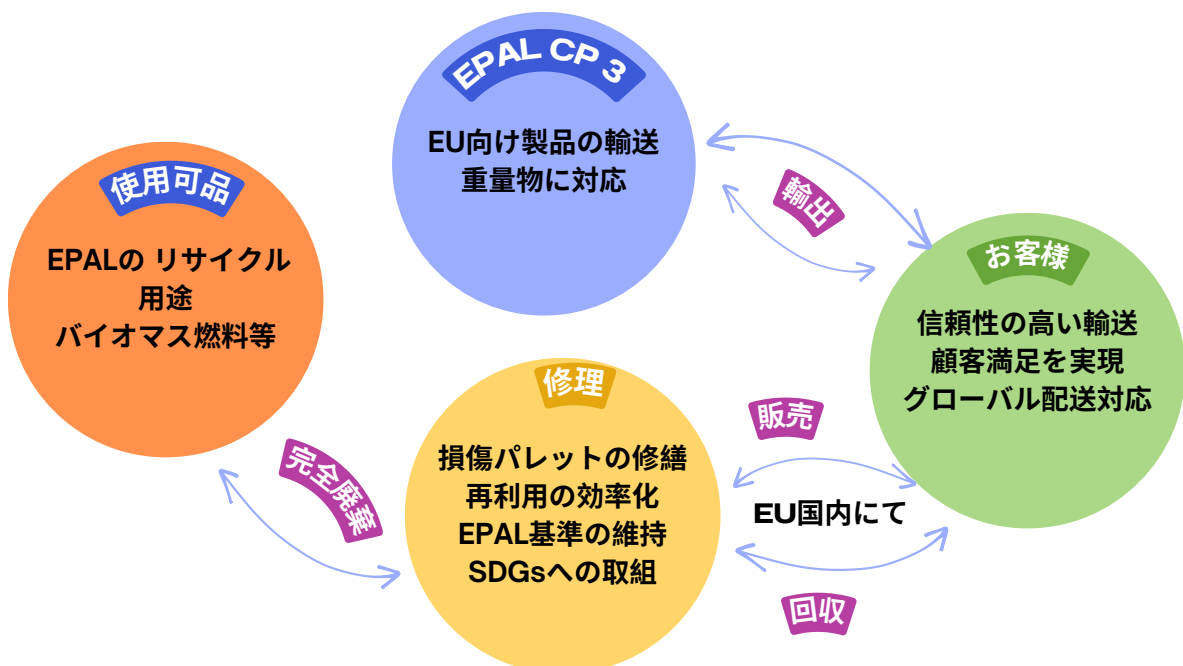 EPAL CP 3
EU向け製品の輸送
重量物に対応
使用可品
EPALの リサイクル
用途
バイオマス燃料等
輸出
お客様
信頼性の高い輸送
顧客満足を実現
グローバル配送対応
修理
損傷パレットの修繕
再利用の効率化
EPAL基準の維持
SDGsへの取組
完全廃棄
販売
EU国内にて
回収